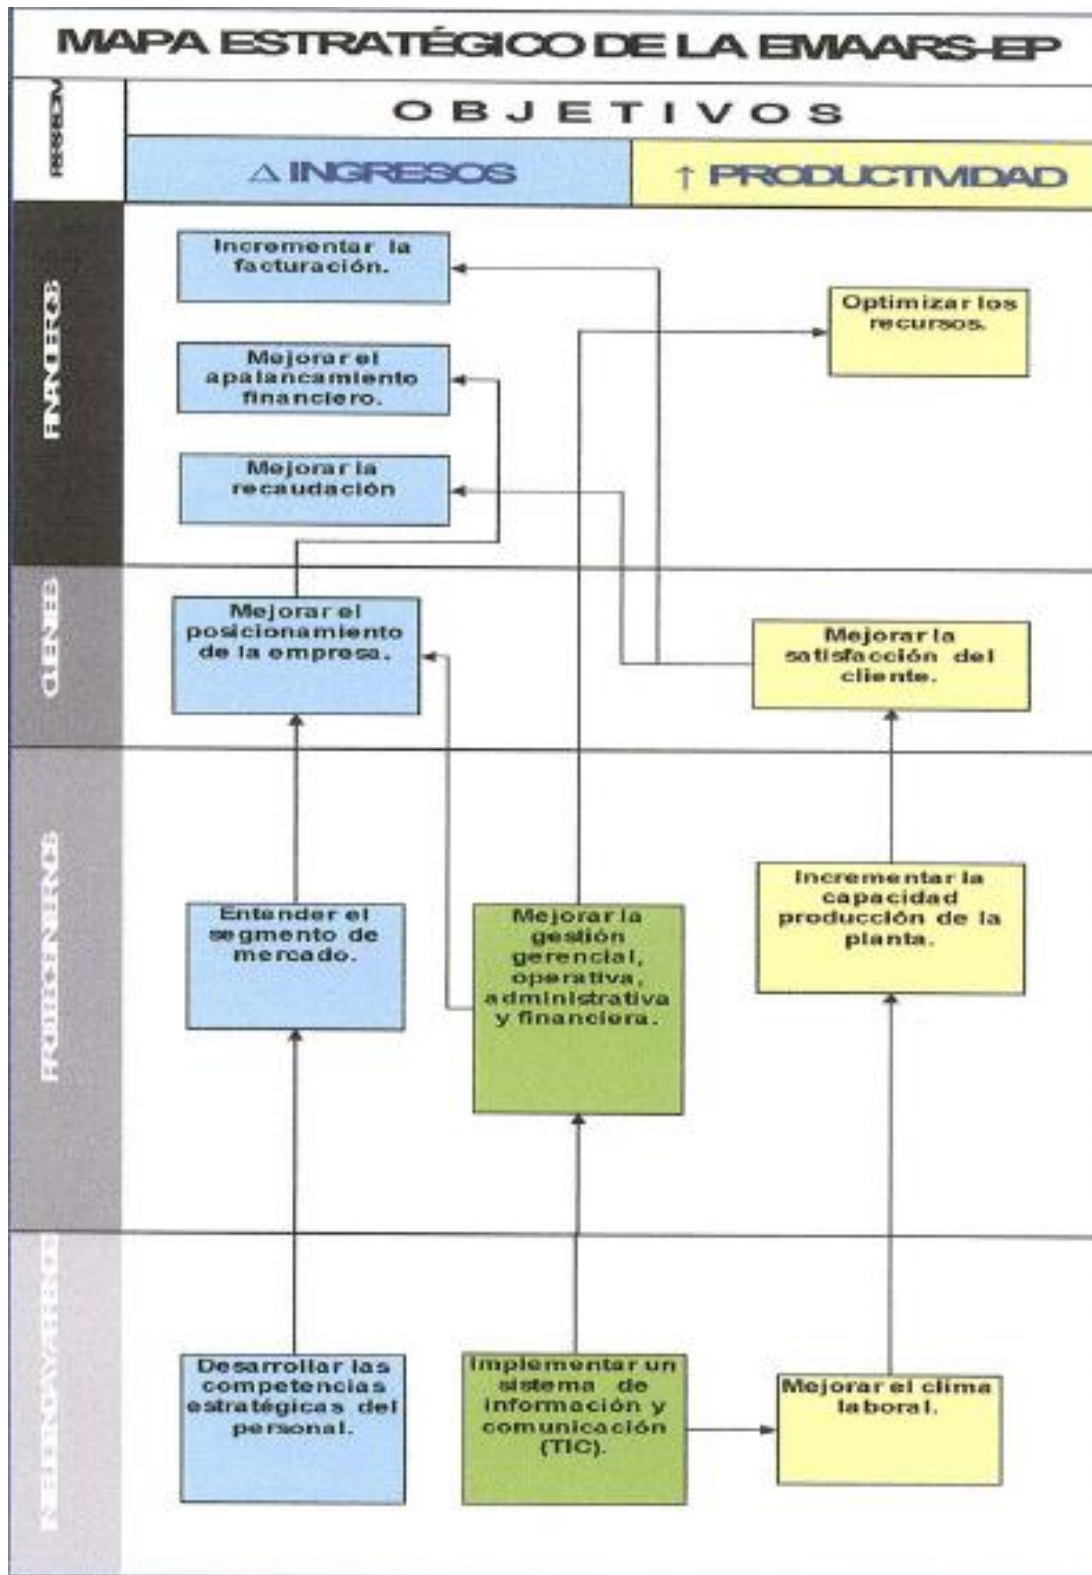 MAPA ESTRATÉGICO DE LA EMAARS-EP
OBJETIVOS
Δ INGRESOS
↑ PRODUCTIVIDAD
FINANCIEROS
Incrementar la
facturación.
Optimizar los
recursos.
Mejorar el
apalancamiento
financiero.
Mejorar la
recaudación
CLIENTES
Mejorar el
posicionamiento
de la empresa.
Mejorar la
satisfacción del
cliente.
Incrementar la
capacidad
producción de la
planta.
Entender el
segmento de
mercado.
Mejorar la
gestión
gerencial,
operativa,
administrativa
y financiera.
Desarrollar las
competencias
estratégicas del
personal.
Implementar un
sistema de
información y
comunicación
(TIC).
Mejorar el clima
laboral.